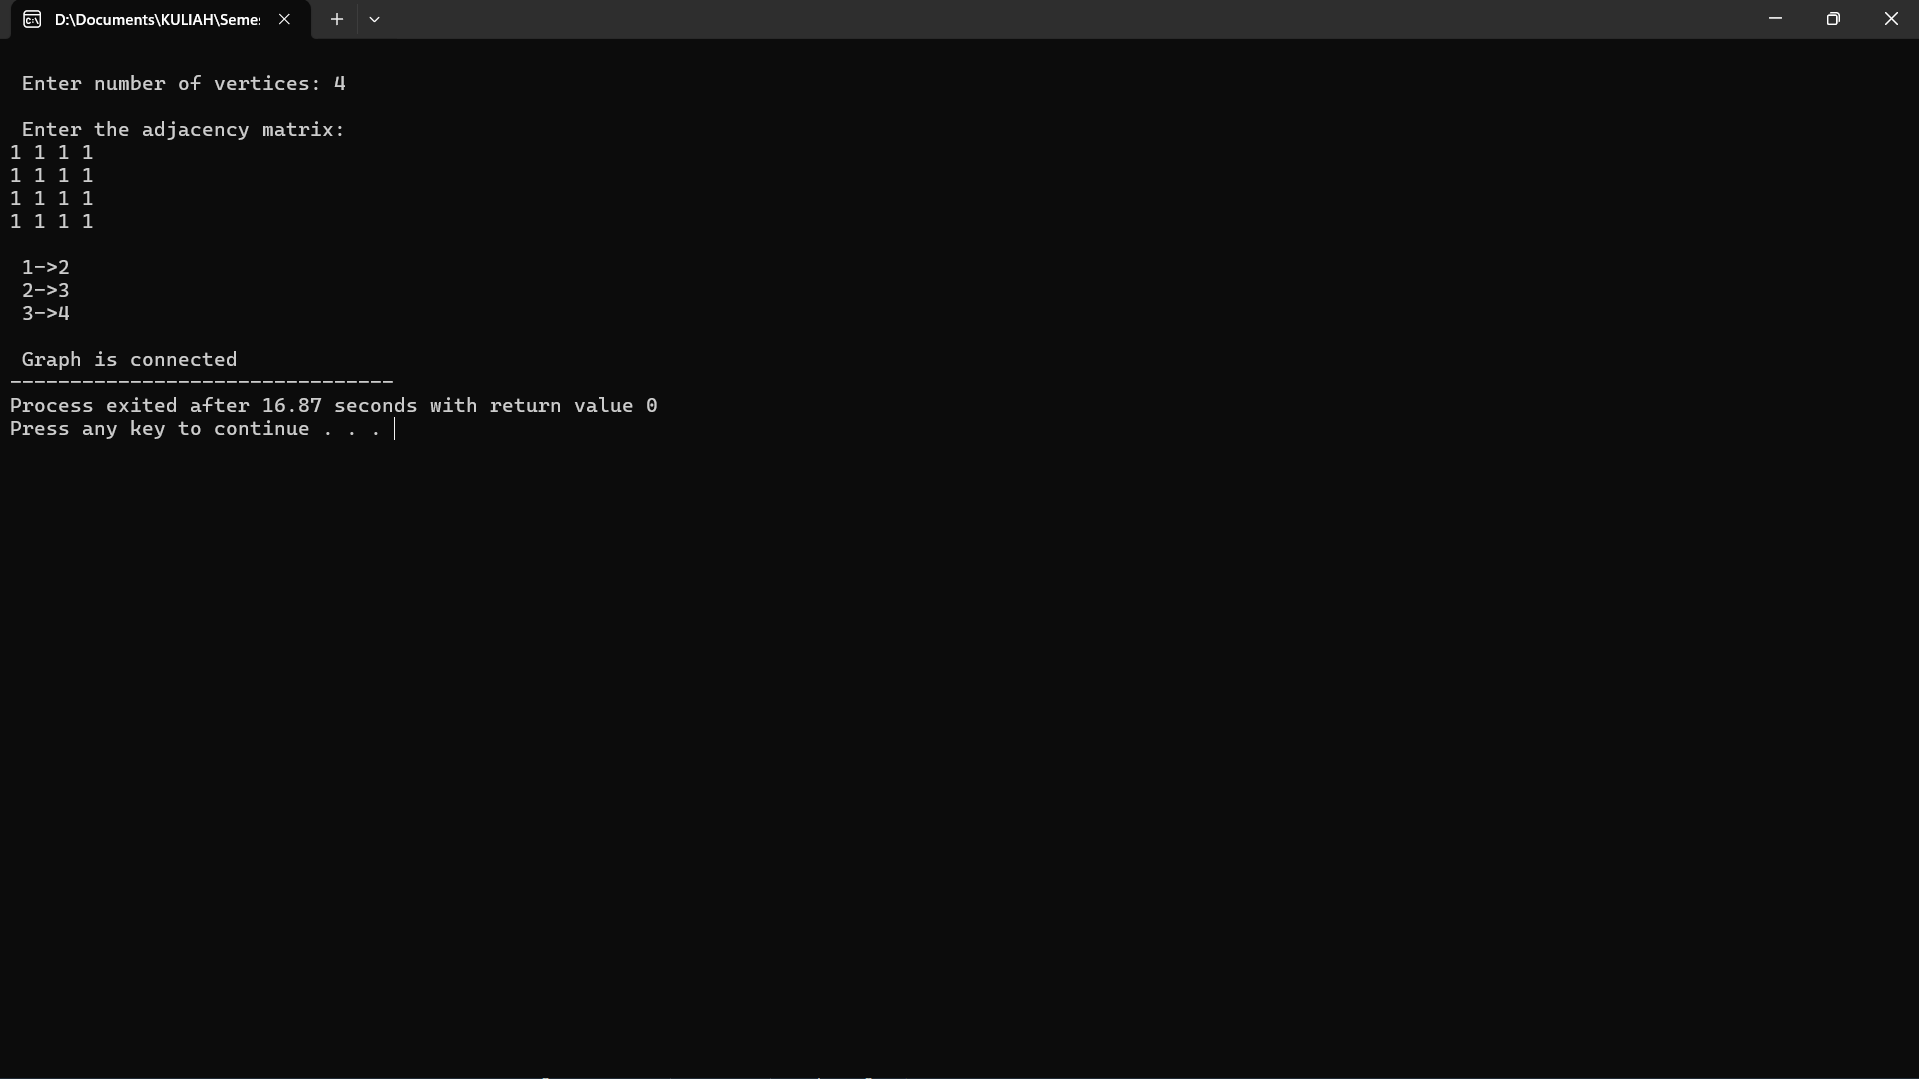 D:\Documents\KULIAH\Seme
Enter number of vertices: 4
Enter the adjacency matrix:
1 1 1 1
1 1 1 1
1 1 1 1
1 1 1 1
1->2
2->3
3->4
Graph is connected
--------------------------------
Process exited after 16.87 seconds with return value 0
Press any key to continue . . .